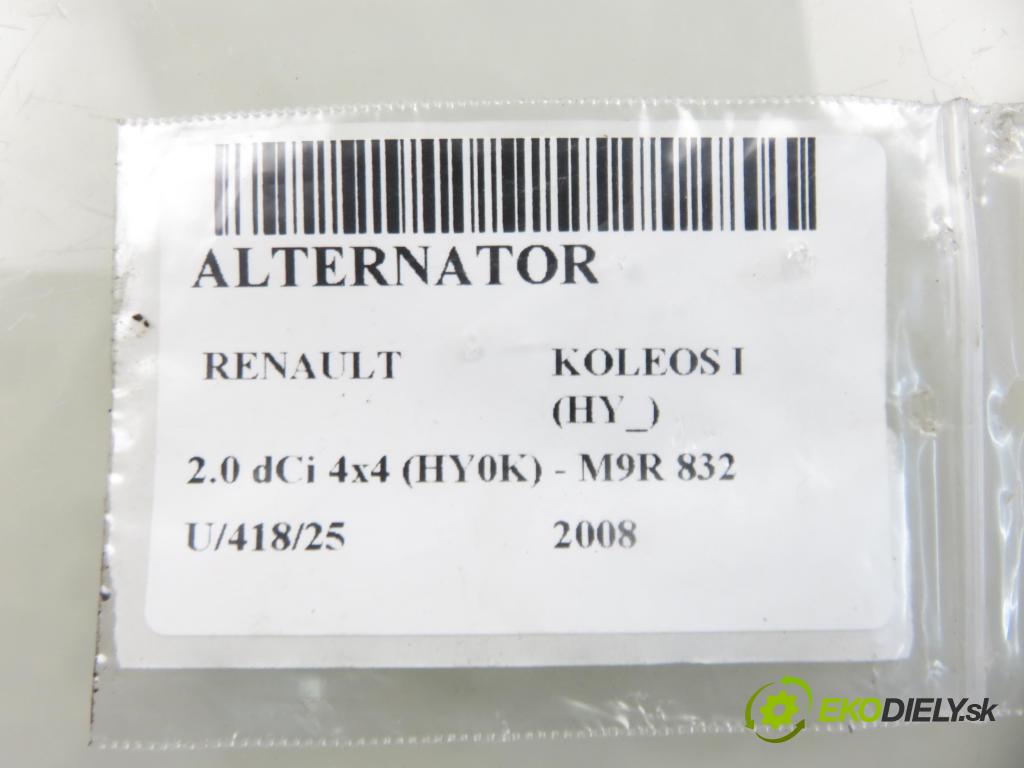 ALTERNATOR
RENAULT KOLEOS I
(HY_)
2.0 dCi 4x4 (HY0K) - M9R 832
U/418/25 2008
EKODIELY.sk